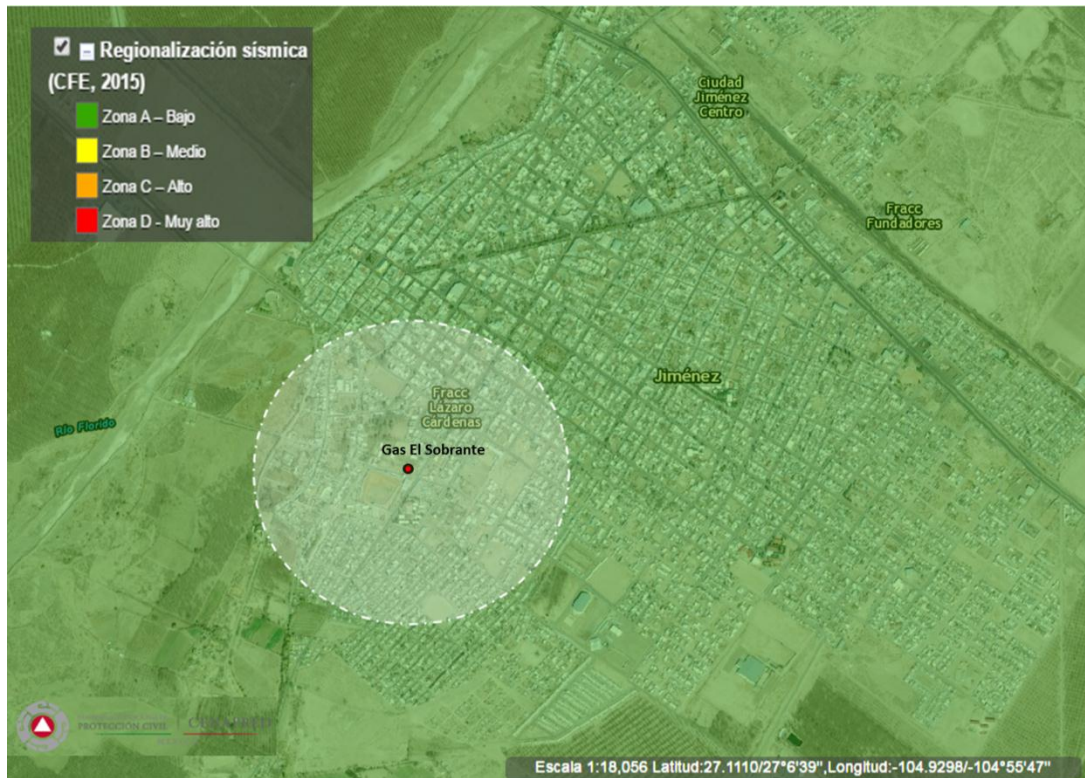 Regionalización sísmica
(CFE, 2015)
Zona A – Bajo
Zona B – Medio
Zona C – Alto
Zona D - Muy alto
Ciudad
Jiménez
Centro
Fracc
Fundadores
Jiménez
Fracc
Lázaro
Cárdenas
Río Florido
Gas El Sobrante
PROTECCIÓN CIVIL
CENAPRED
Escala 1:18,056 Latitud:27.1110/27°6'39",Longitud:-104.9298/-104°55'47"